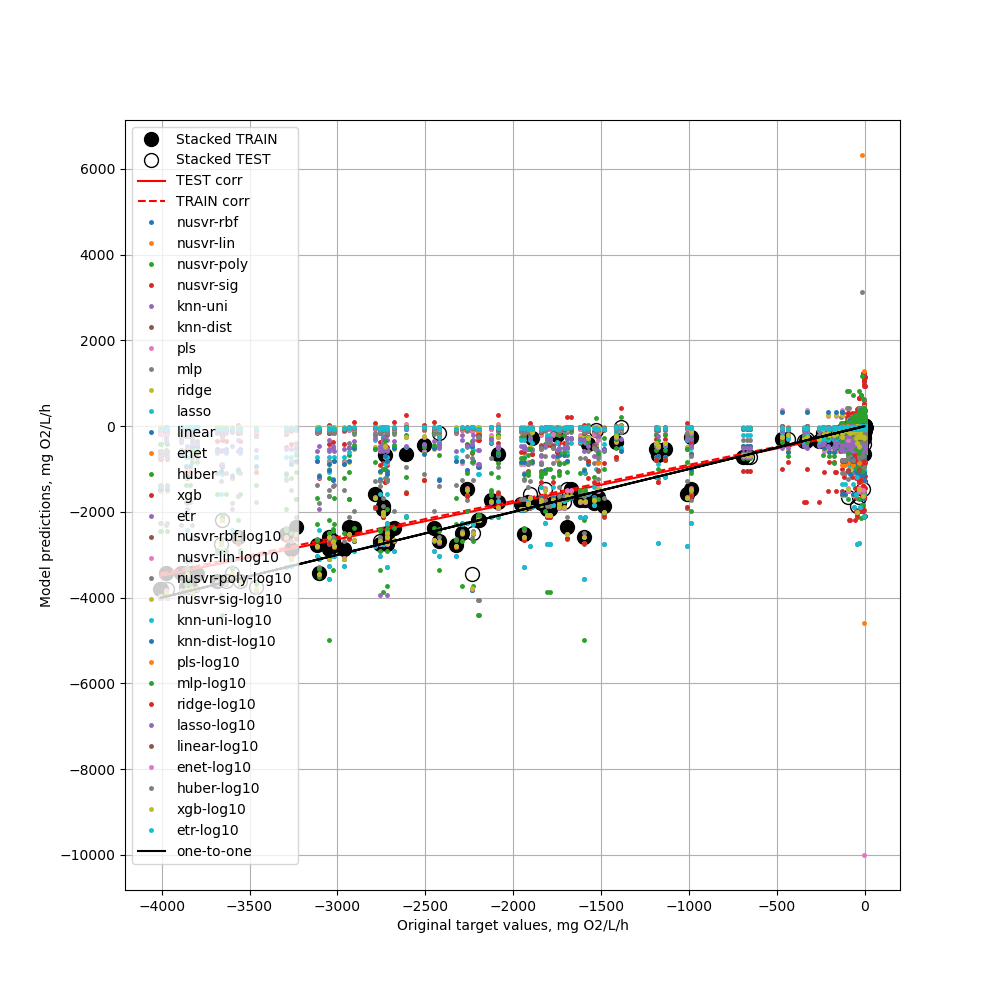 6000
4000
2000
0
−2000
−4000
−6000
−8000
−10000
Model predictions, mg O2/L/h
−4000 −3500 −3000 −2500 −2000 −1500 −1000 −500 0
Original target values, mg O2/L/h
Stacked TRAIN
Stacked TEST
TEST corr
TRAIN corr
nusvr-rbf
nusvr-lin
nusvr-poly
nusvr-sig
knn-uni
knn-dist
pls
mlp
ridge
lasso
linear
enet
huber
xgb
etr
nusvr-rbf-log10
nusvr-lin-log10
nusvr-poly-log10
nusvr-sig-log10
knn-uni-log10
knn-dist-log10
pls-log10
mlp-log10
ridge-log10
lasso-log10
linear-log10
enet-log10
huber-log10
xgb-log10
etr-log10
one-to-one